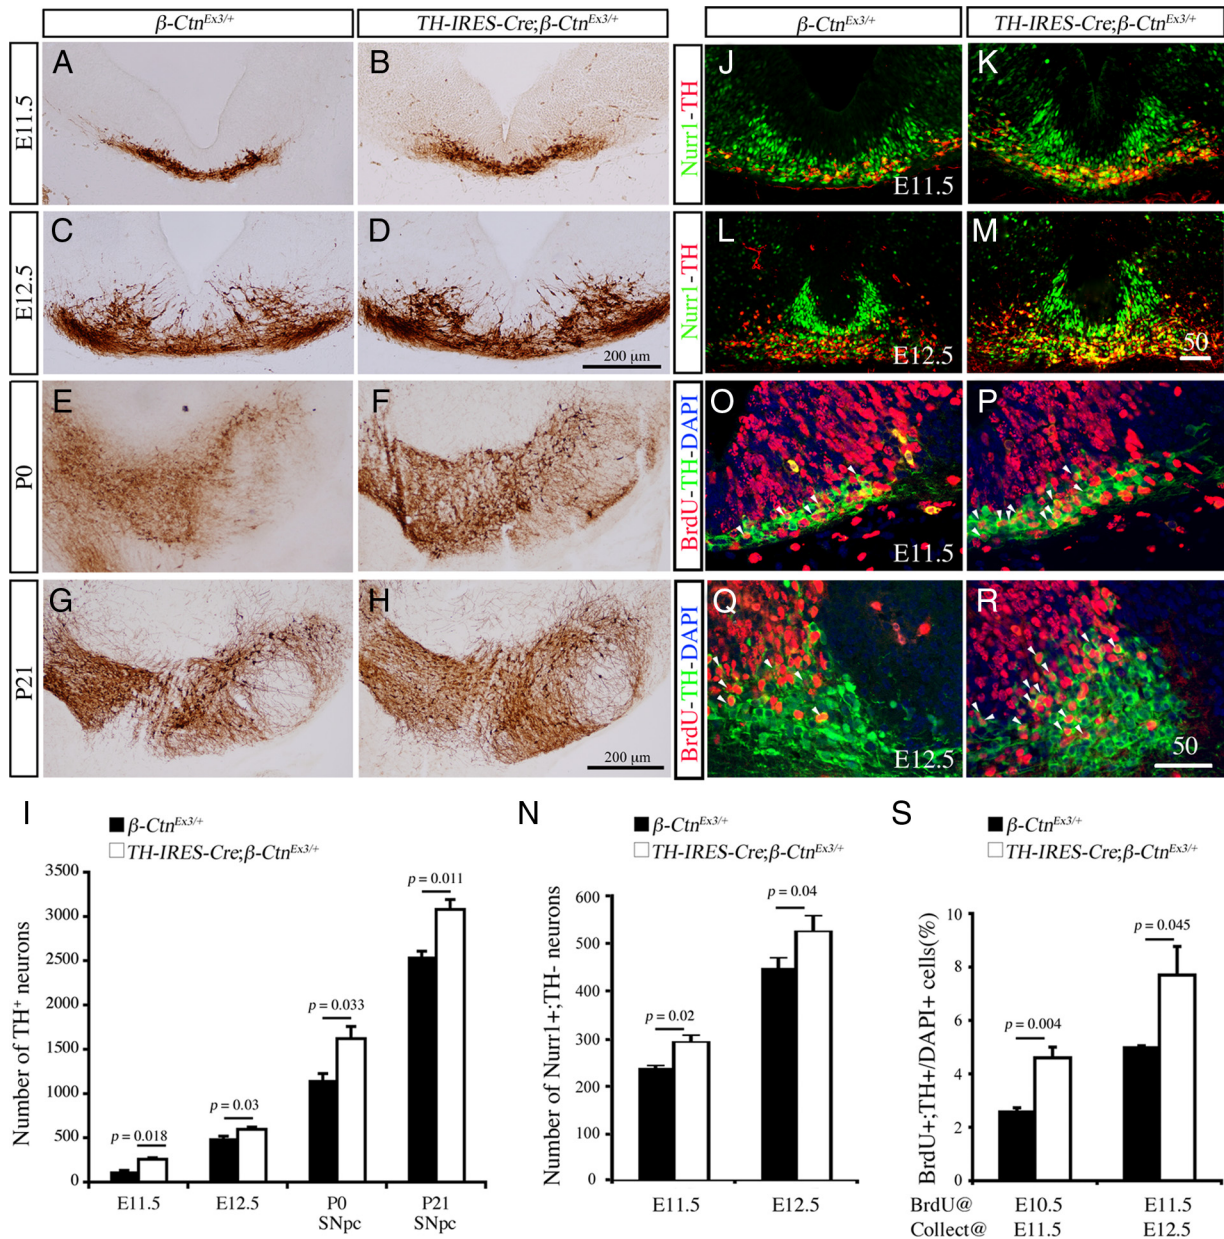 β-Ctn^Ex3/+
TH-IRES-Cre;β-Ctn^Ex3/+
β-Ctn^Ex3/+
TH-IRES-Cre;β-Ctn^Ex3/+
E11.5
A
B
Nurr1-TH
J
E11.5
K
E12.5
C
D
200 µm
Nurr1-TH
L
E12.5
M
50
P0
E
F
BrdU-TH-DAPI
O
E11.5
P
P21
G
H
200 µm
BrdU-TH-DAPI
Q
E12.5
R
50
I
β-Ctn^Ex3/+
TH-IRES-Cre;β-Ctn^Ex3/+
Number of TH+ neurons
3500
3000
2500
2000
1500
1000
500
0
p = 0.018
p = 0.03
p = 0.033
p = 0.011
E11.5
E12.5
P0
SNpc
P21
SNpc
N
β-Ctn^Ex3/+
TH-IRES-Cre;β-Ctn^Ex3/+
Number of Nurr1+;TH- neurons
600
500
400
300
200
100
0
p = 0.02
p = 0.04
E11.5
E12.5
S
β-Ctn^Ex3/+
TH-IRES-Cre;β-Ctn^Ex3/+
BrdU+;TH+/DAPI+ cells(%)
10
8
6
4
2
0
p = 0.004
p = 0.045
BrdU@ E10.5 E11.5
Collect@ E11.5 E12.5